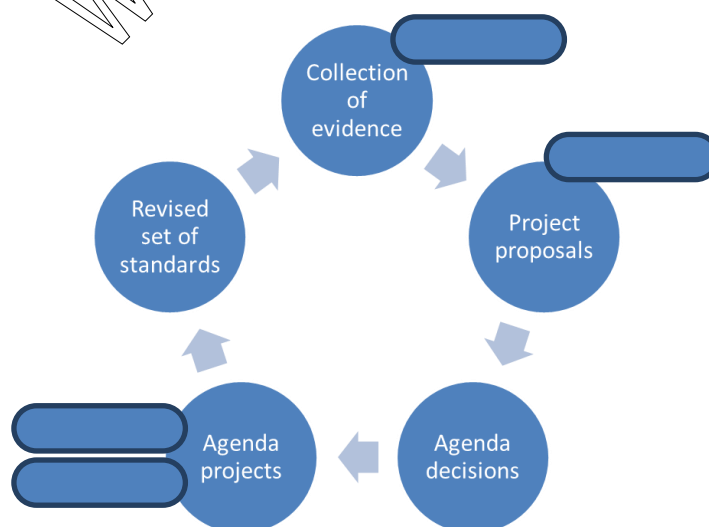 Collection
of
evidence
Project
proposals
Agenda
decisions
Agenda
projects
Revised
set of
standards